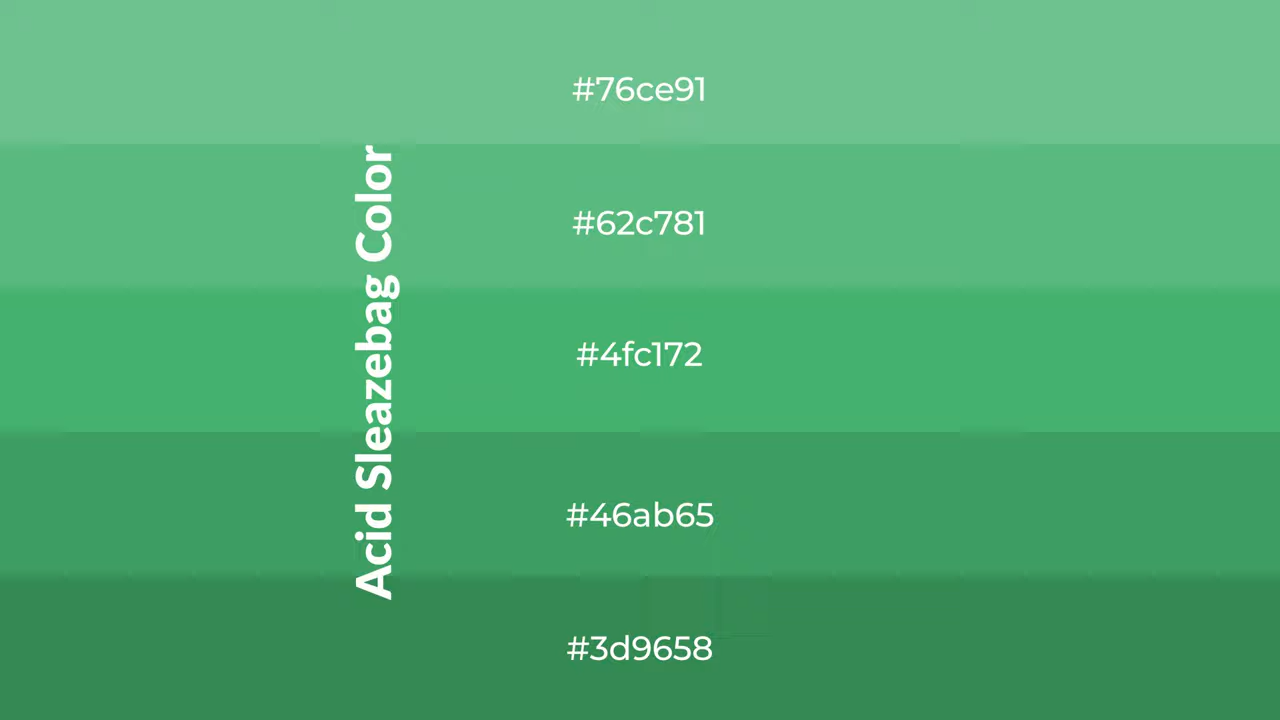 Acid Sleazebag Color
#76ce91
#62c781
#4fc172
#46ab65
#3d9658